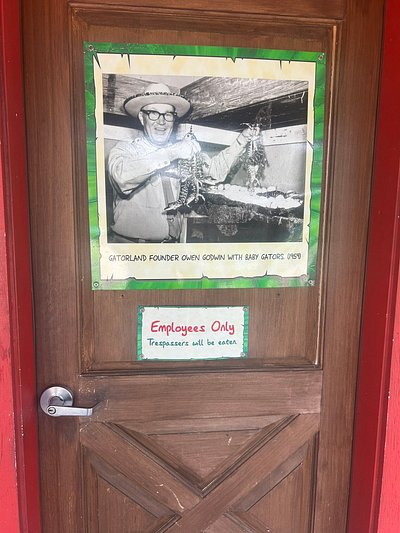 GATORLAND FOUNDER OWEN GODWIN WITH BABY GATORS. (1959)
Employees Only
Trespassers will be eaten